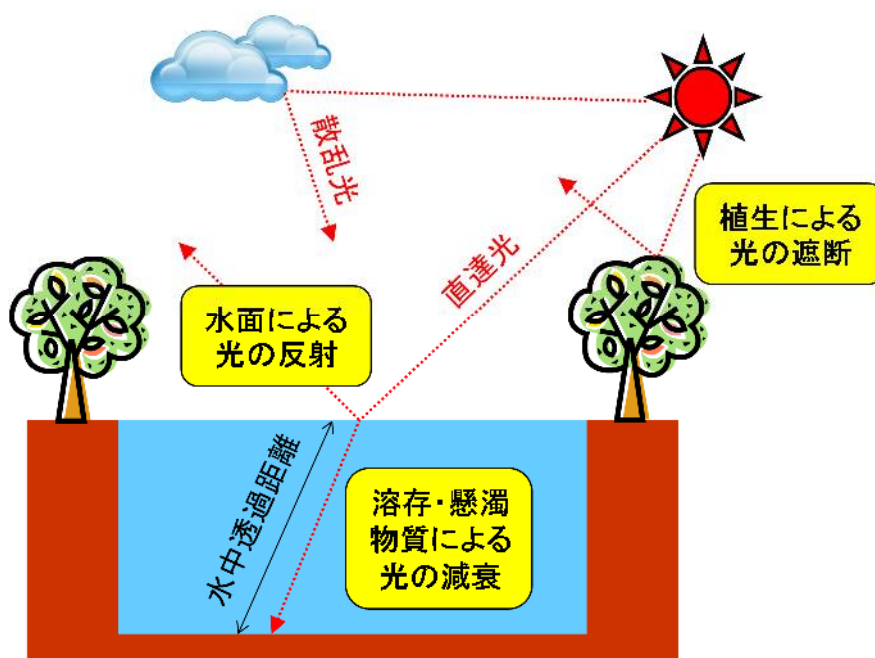 散乱光
植生による
光の遮断
直達光
水面による
光の反射
水中透過距離
溶存・懸濁
物質による
光の減衰